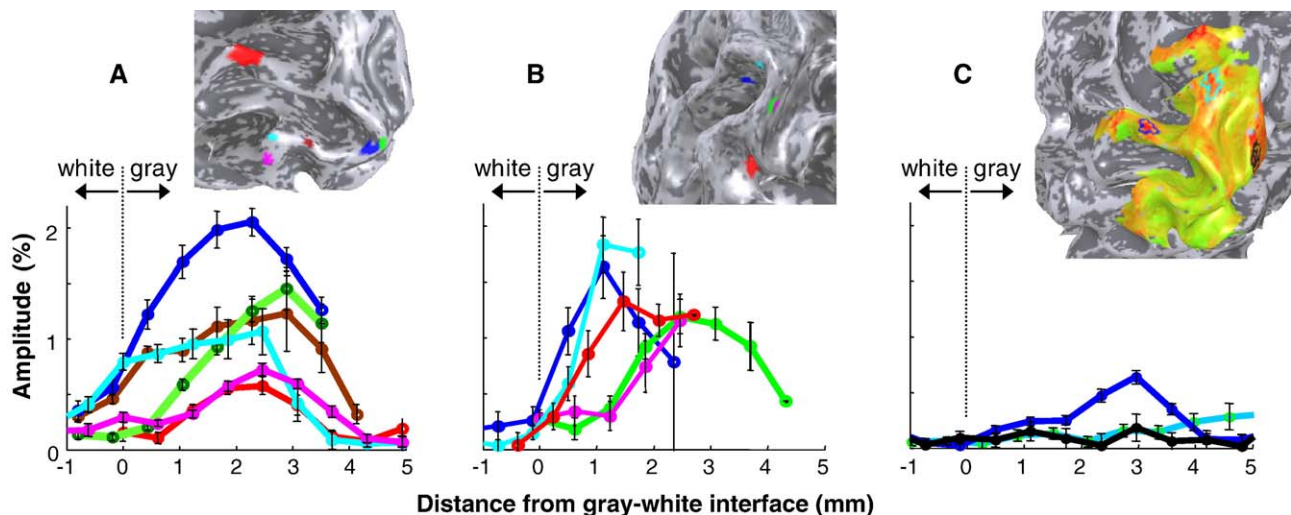 A
B
C
white gray
white gray
white gray
Amplitude (%)
2
1
0
-1 0 1 2 3 4 5
-1 0 1 2 3 4 5
-1 0 1 2 3 4 5
Distance from gray-white interface (mm)